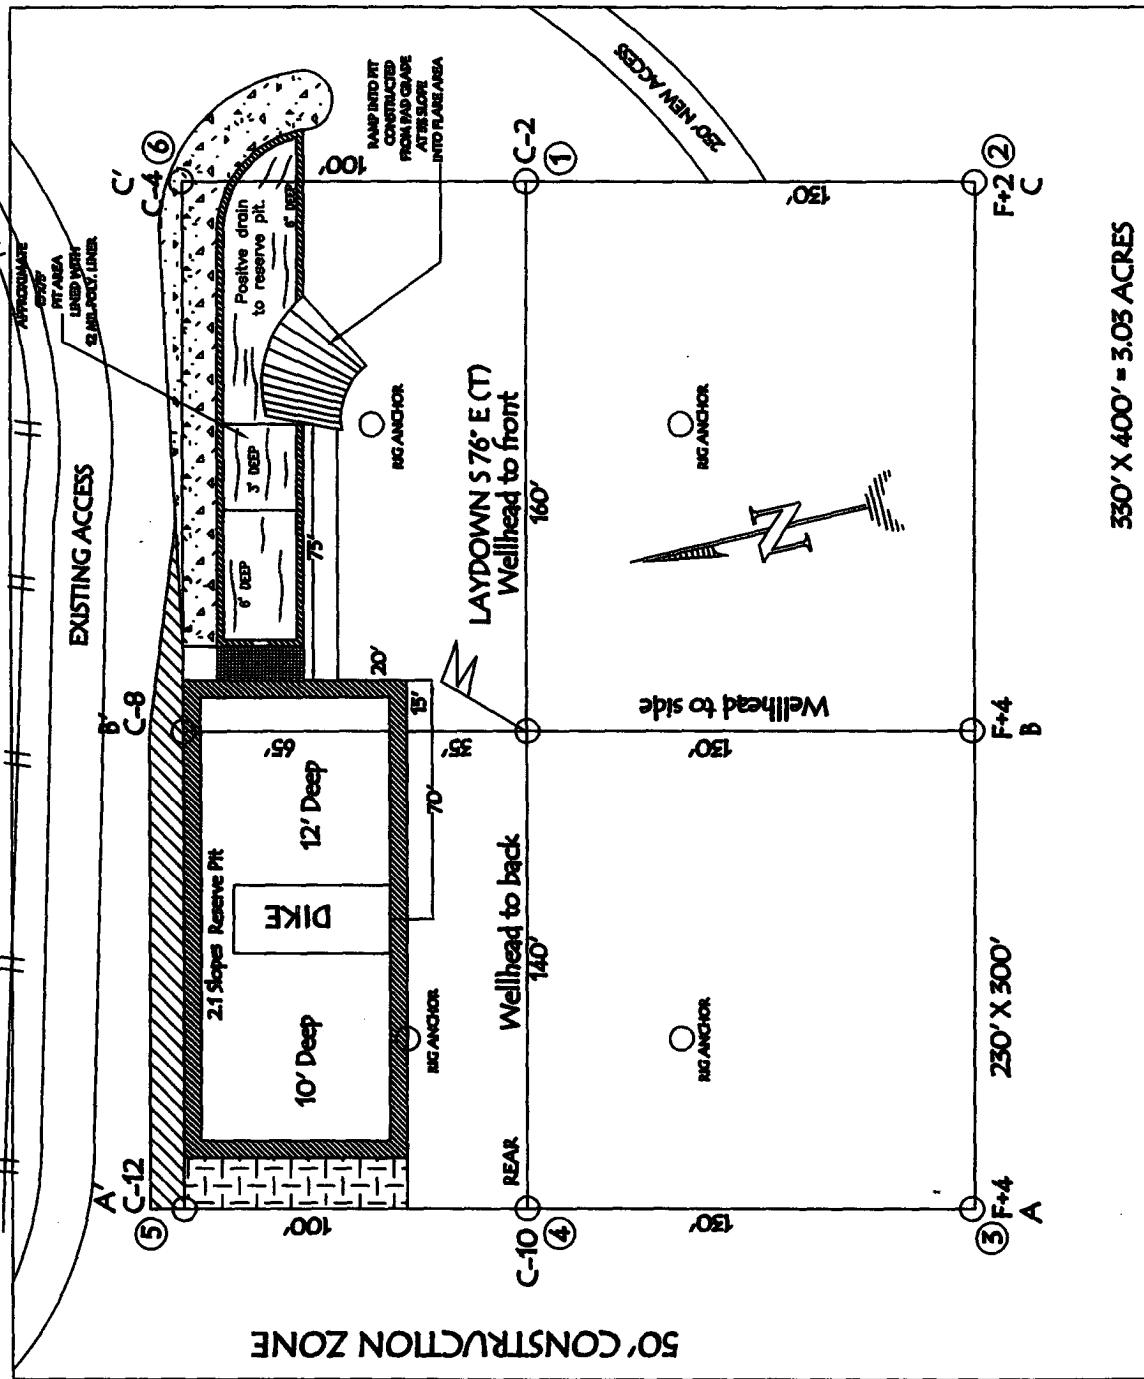 APPROXIMATE
PIT AREA
LINED WITH
12 MIL.POLY. LINER
EXISTING ACCESS
250' NEW ACCESS
RAMP INTO PIT
CONSTRUCTED
FROM PAD GRADE
AT SLOPE
INTO FLARE AREA
C'
C-4 6
100'
C-2
1
130'
F+2 2
C
Positve drain
to reserve pit.
6' DEEP
3' DEEP
6' DEEP
75'
RIG ANCHOR
RIG ANCHOR
LAYDOWN S 76° E (T)
Wellhead to front
160'
N
B'
C-8
20'
15'
65'
35'
70'
Wellhead to side
130'
F+4
B
2:1 Slopes Reserve Pit
12' Deep
DIKE
10' Deep
Wellhead to back
140'
RIG ANCHOR
RIG ANCHOR
A'
C-12
5
100'
REAR
C-10 4
130'
3 F+4
A
230' X 300'
330' X 400' = 3.03 ACRES
50' CONSTRUCTION ZONE